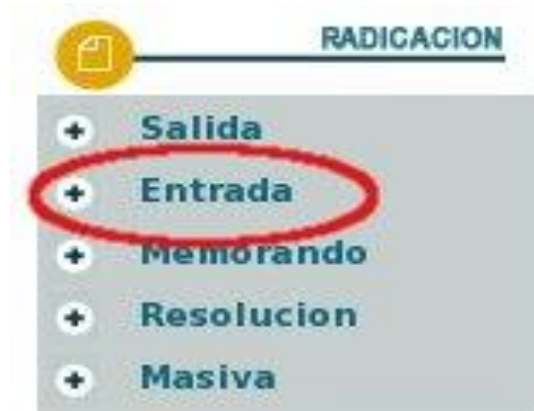 RADICACION
Salida
Entrada
Memorando
Resolucion
Masiva